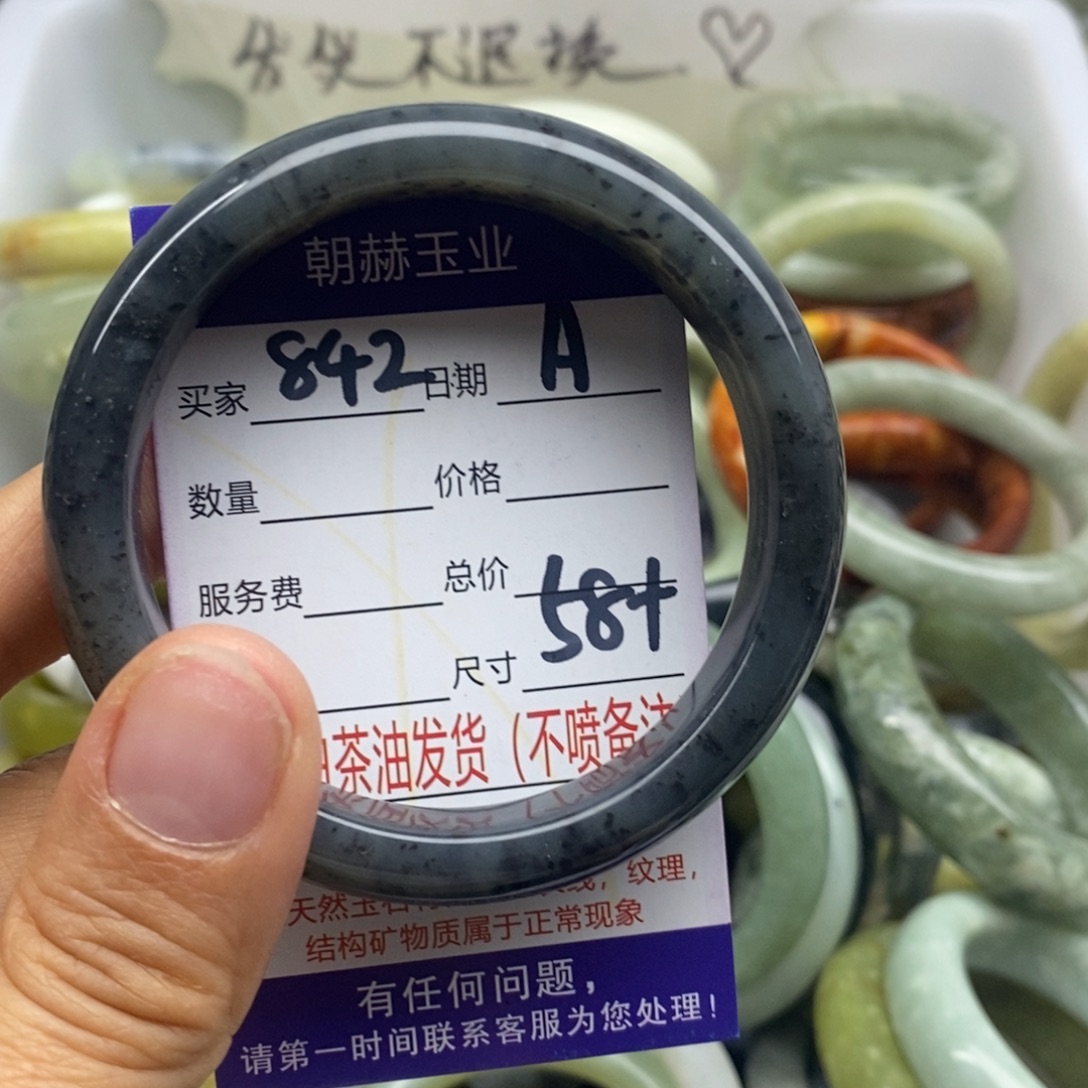 不退换
朝赫玉业
买家 842 日期 A
数量 价格
服务费 总价
尺寸 58+
茶油发货（不喷备注
天然玉石 纹理，
结构矿物质属于正常现象
有任何问题，
请第一时间联系客服为您处理！